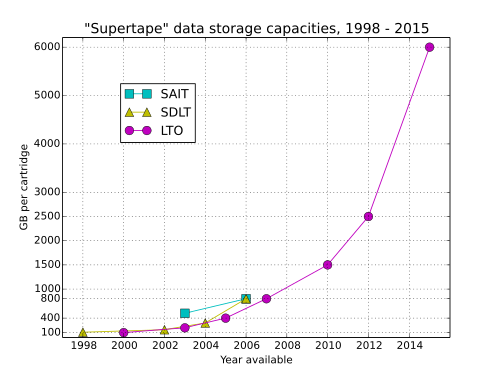 "Supertape" data storage capacities, 1998 - 2015
6000
5000
4000
3000
2500
2000
1500
1000
800
400
100
GB per cartridge
SAIT
SDLT
LTO
1998 2000 2002 2004 2006 2008 2010 2012 2014
Year available